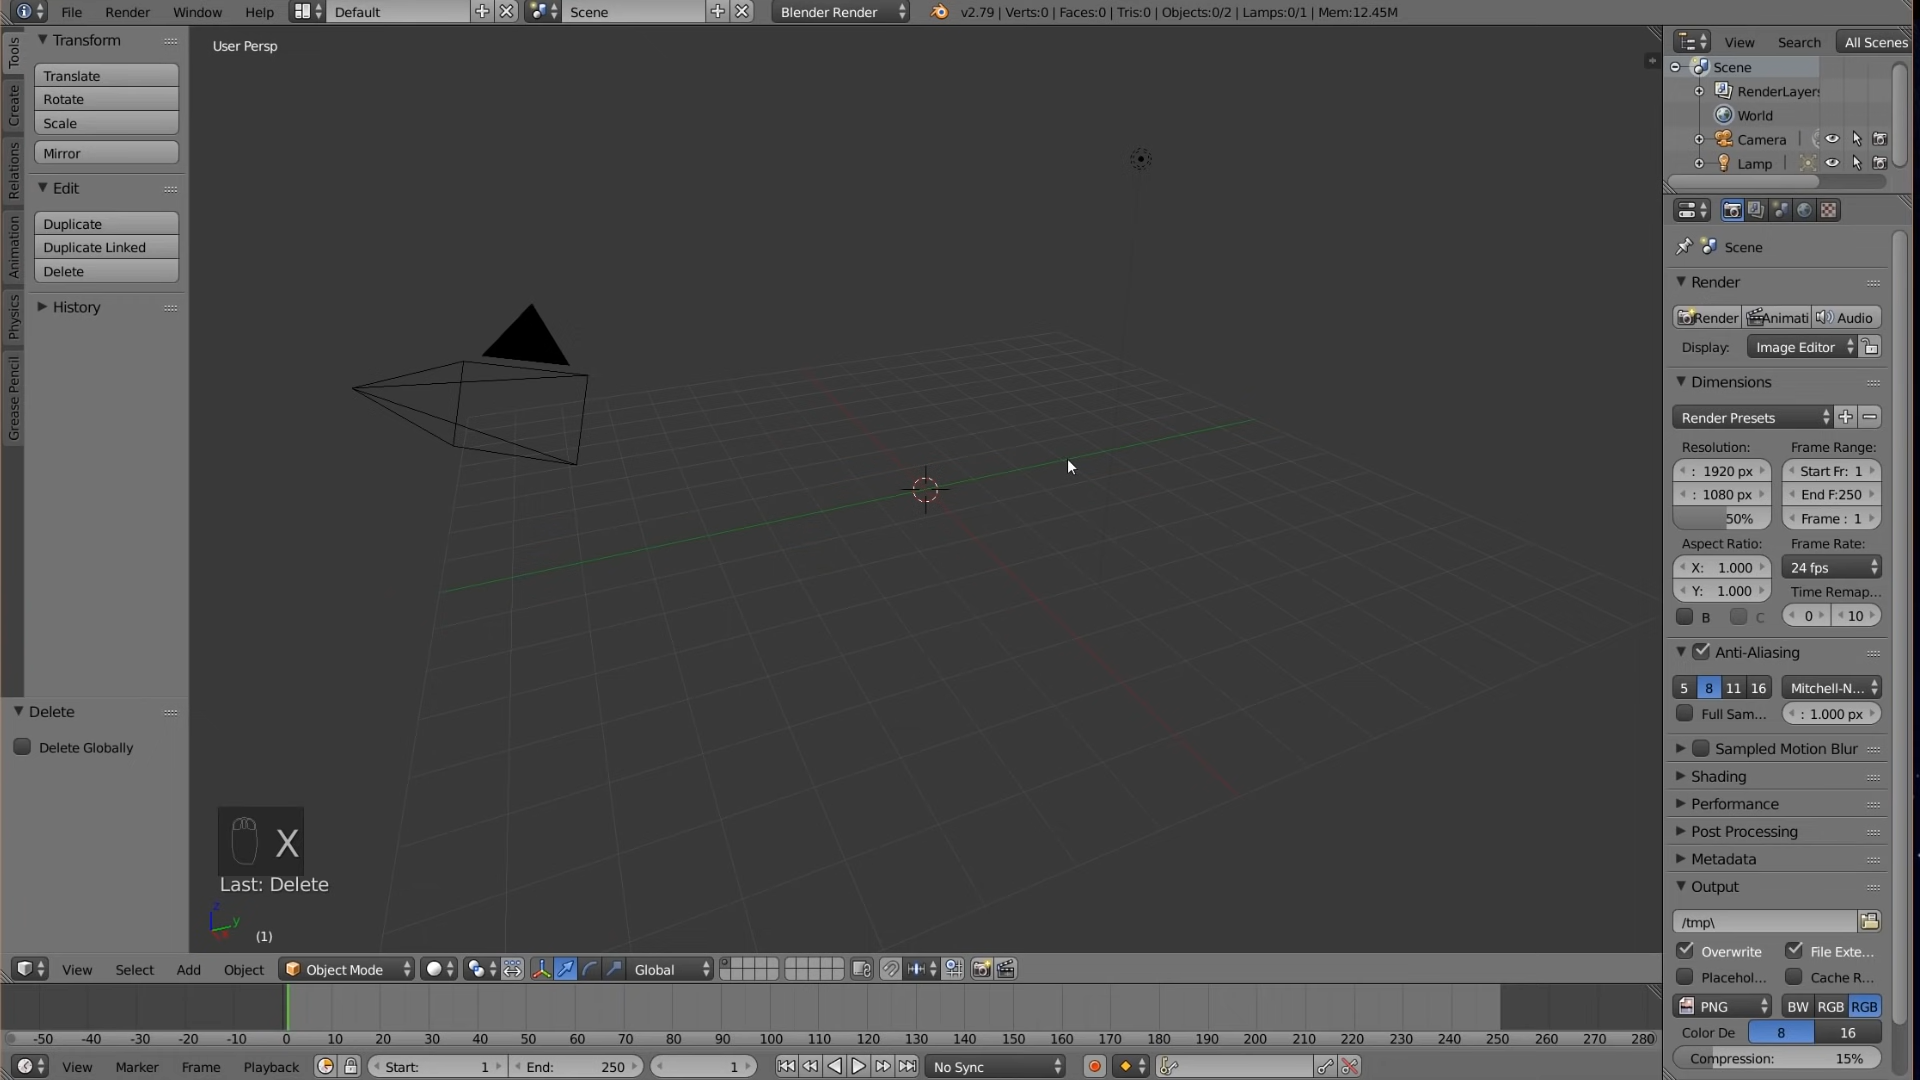 File Render Window Help Default Scene Blender Render v2.79 | Verts:0 | Faces:0 | Tris:0 | Objects:0/2 | Lamps:0/1 | Mem:12.45M
Tools
Create
Relations
Animation
Physics
Grease Pencil
Transform
Translate
Rotate
Scale
Mirror
Edit
Duplicate
Duplicate Linked
Delete
History
Delete
Delete Globally
User Persp
X
Last: Delete
z
y
(1)
View Select Add Object Object Mode Global
-50 -40 -30 -20 -10 0 10 20 30 40 50 60 70 80 90 100 110 120 130 140 150 160 170 180 190 200 210 220 230 240 250 260 270 280
View Marker Frame Playback Start: 1 End: 250 1 No Sync
View Search All Scenes
Scene
RenderLayers
World
Camera
Lamp
Scene
Render
Render Animati Audio
Display: Image Editor
Dimensions
Render Presets
Resolution: Frame Range:
: 1920 px Start Fr: 1
: 1080 px End F:250
50% Frame : 1
Aspect Ratio: Frame Rate:
X: 1.000 24 fps
Y: 1.000 Time Remap...
B C 0 10
Anti-Aliasing
5 8 11 16 Mitchell-N...
Full Sam... : 1.000 px
Sampled Motion Blur
Shading
Performance
Post Processing
Metadata
Output
/tmp\
Overwrite File Exte...
Placehol... Cache R...
PNG BW RGB RGB
Color De 8 16
Compression: 15%